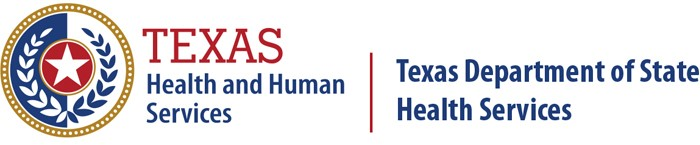 TEXAS
Health and Human
Services
Texas Department of State
Health Services